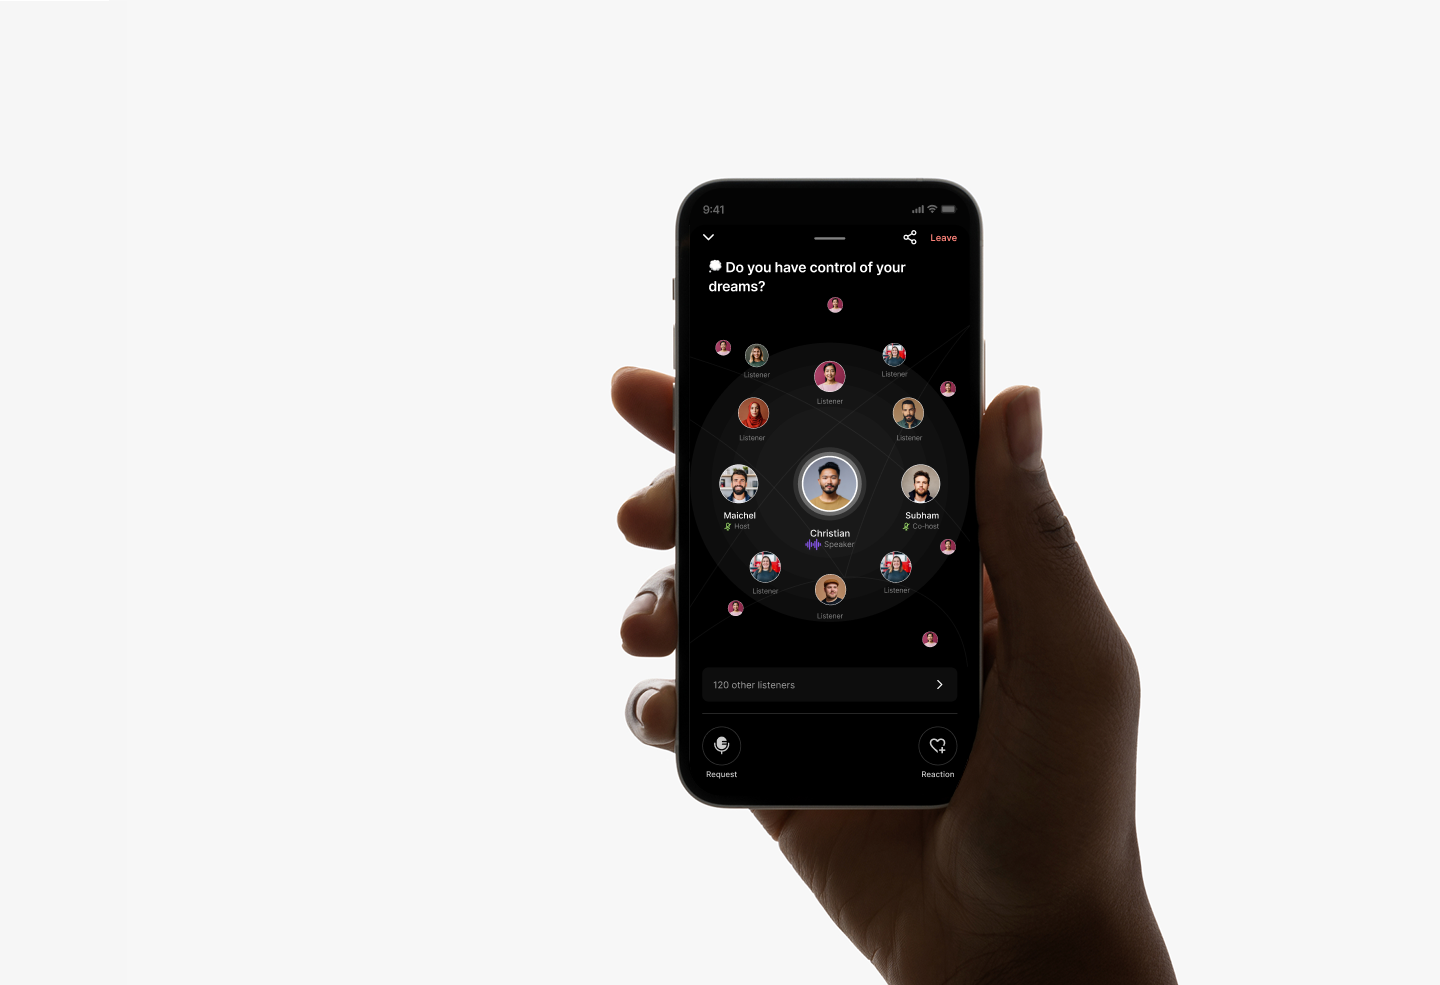 9:41
Leave
Do you have control of your
dreams?
Listener
Listener
Listener
Listener
Listener
Maichel
Host
Christian
Speaker
Subham
Co-host
Listener
Listener
Listener
120 other listeners
Request
Reaction